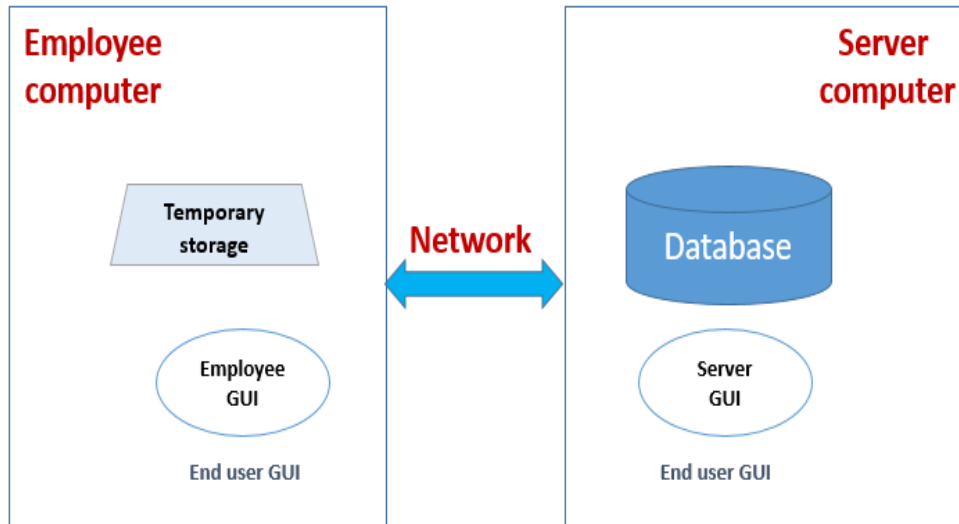 Employee
computer
Temporary
storage
Employee
GUI
End user GUI
Network
Server
computer
Database
Server
GUI
End user GUI